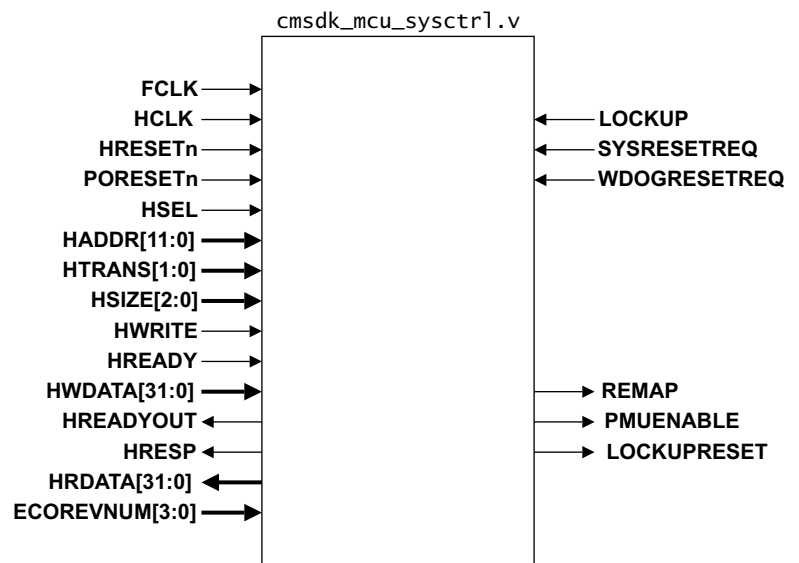 cmsdk_mcu_sysctrl.v
FCLK
HCLK
HRESETn
PORESETn
HSEL
HADDR[11:0]
HTRANS[1:0]
HSIZE[2:0]
HWRITE
HREADY
HWDATA[31:0]
HREADYOUT
HRESP
HRDATA[31:0]
ECOREVNUM[3:0]
LOCKUP
SYSRESETREQ
WDOGRESETREQ
REMAP
PMUENABLE
LOCKUPRESET